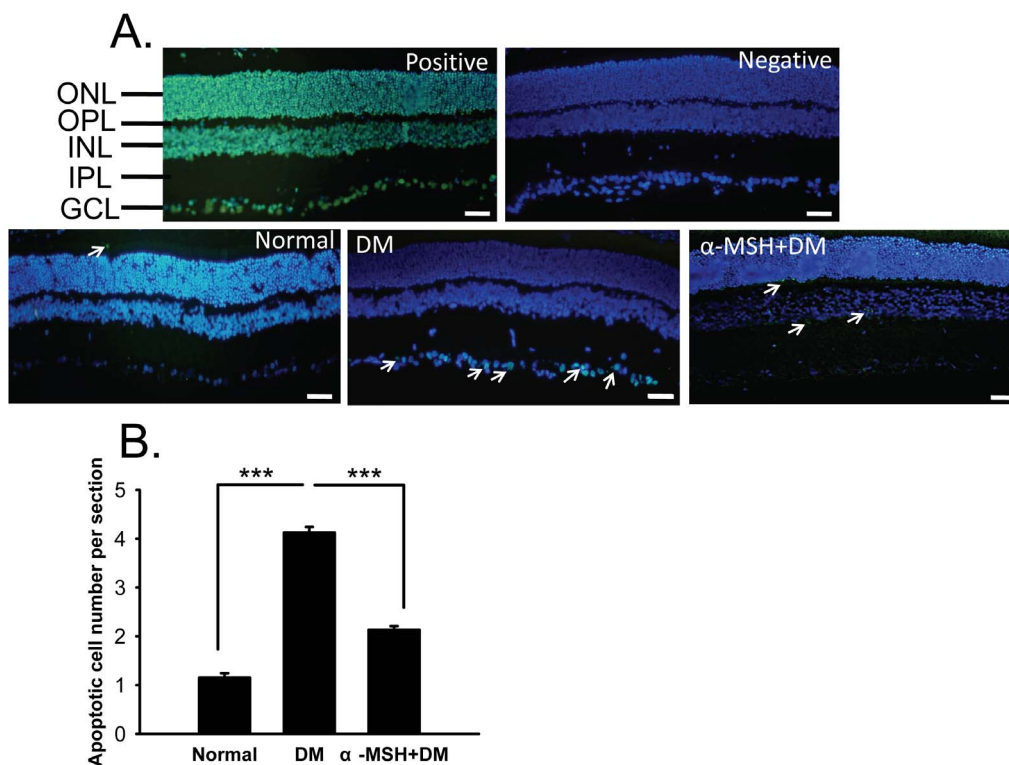 A.
Positive
Negative
ONL
OPL
INL
IPL
GCL
Normal
DM
α-MSH+DM
B.
*** ***
Apoptotic cell number per section
5
4
3
2
1
0
Normal DM α -MSH+DM